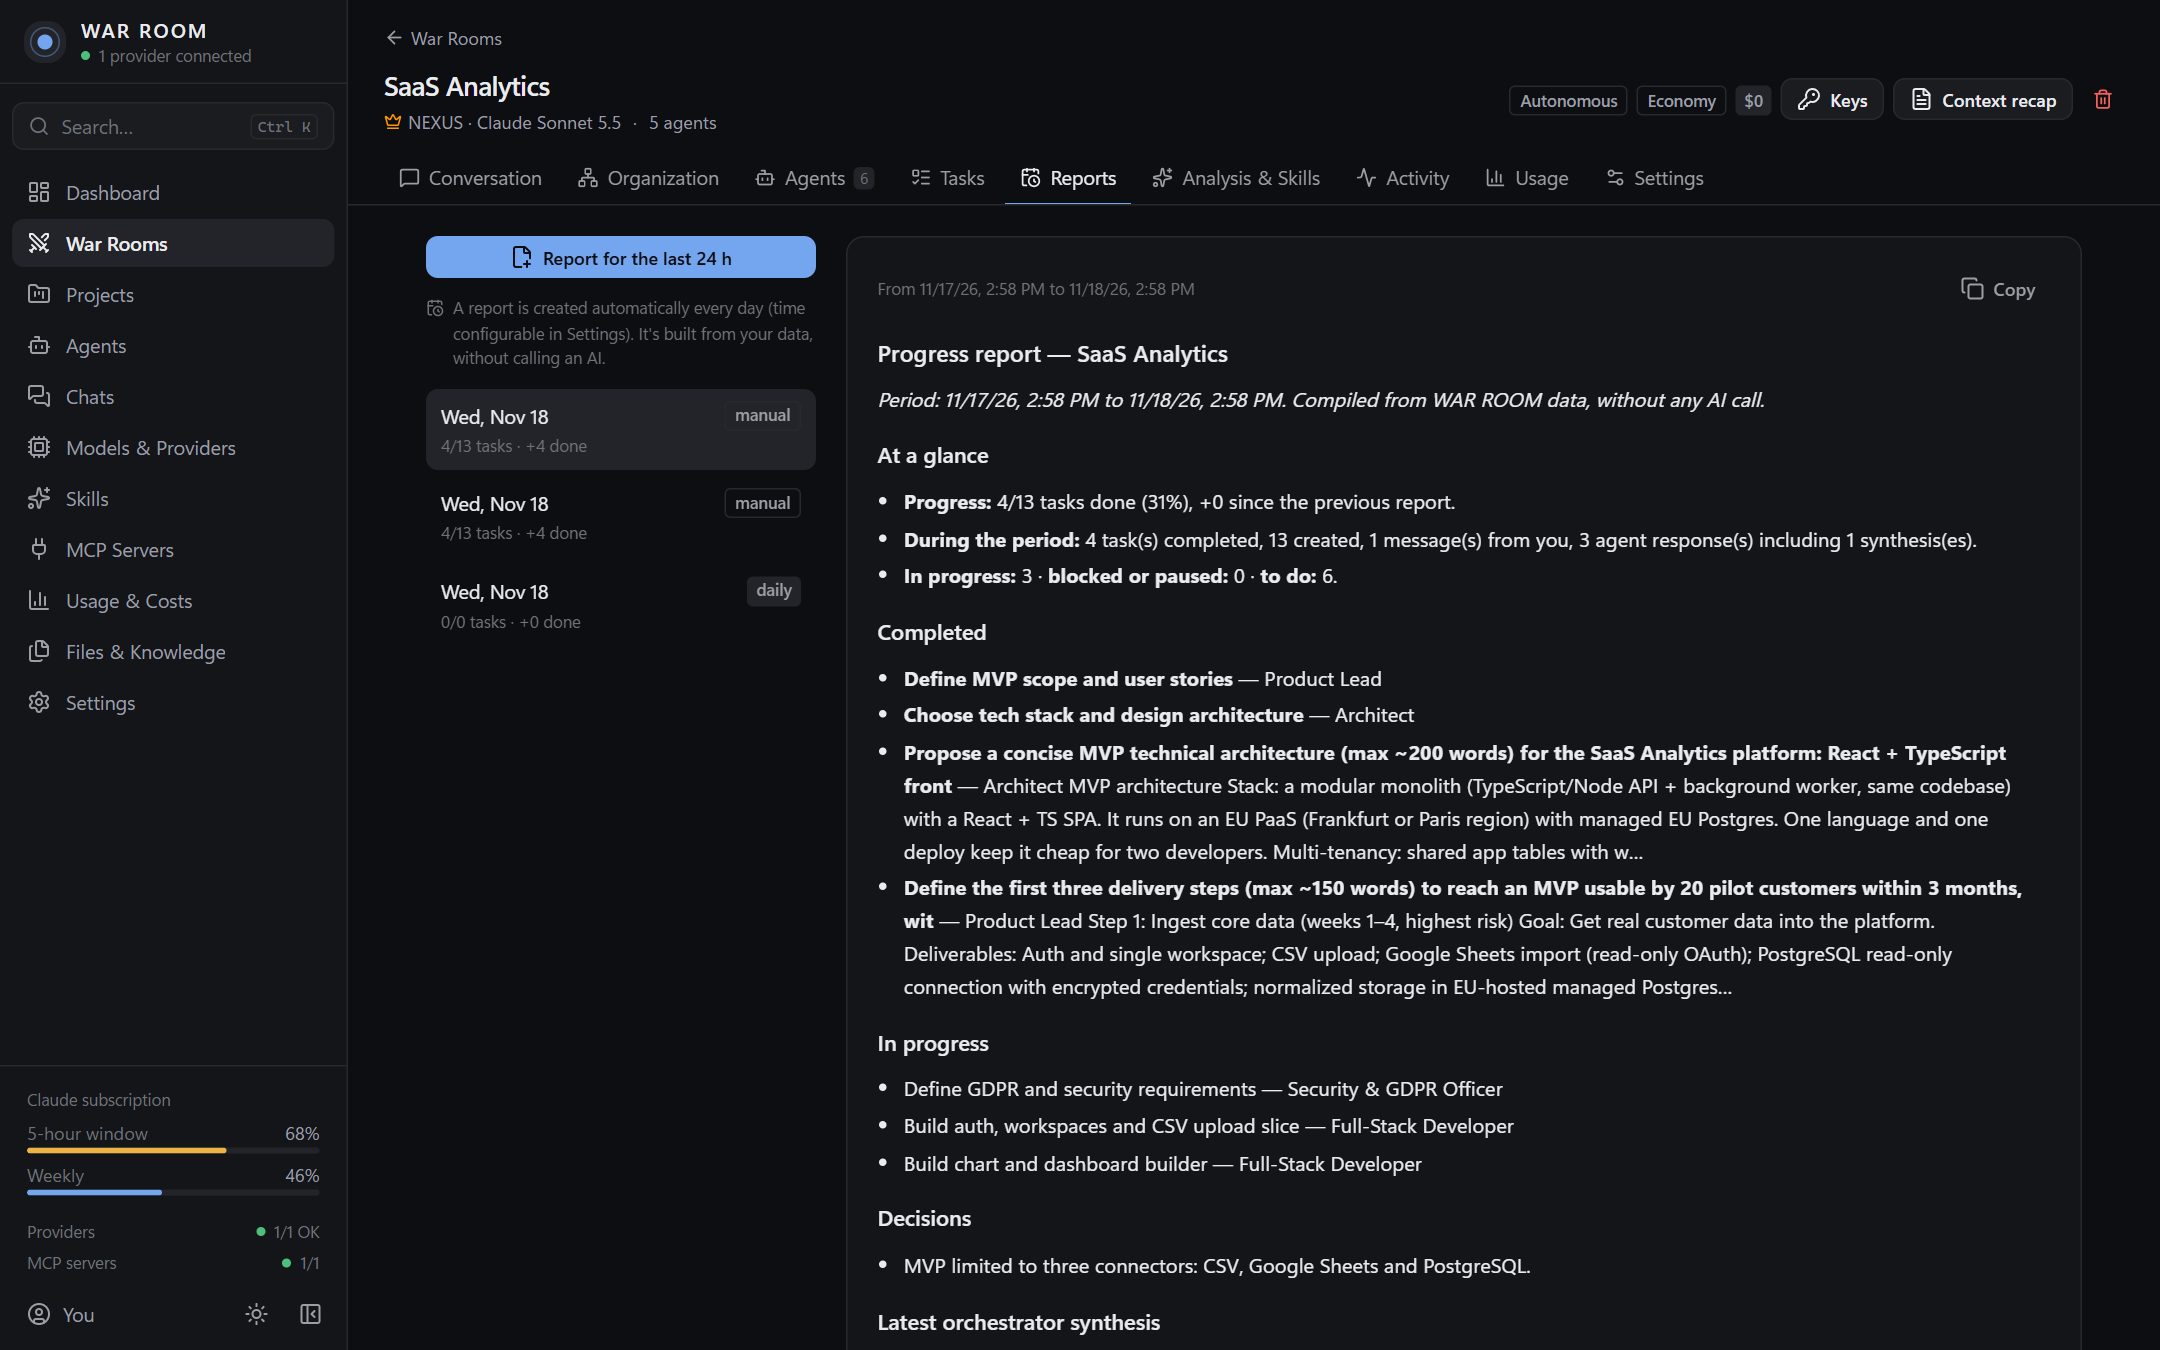 WAR ROOM
1 provider connected
Search...
Ctrl K
Dashboard
War Rooms
Projects
Agents
Chats
Models & Providers
Skills
MCP Servers
Usage & Costs
Files & Knowledge
Settings
Claude subscription
5-hour window 68%
Weekly 46%
Providers 1/1 OK
MCP servers 1/1
You
War Rooms
SaaS Analytics
NEXUS · Claude Sonnet 5.5 · 5 agents
Autonomous
Economy
$0
Keys
Context recap
Conversation
Organization
Agents 6
Tasks
Reports
Analysis & Skills
Activity
Usage
Settings
Report for the last 24 h
A report is created automatically every day (time
configurable in Settings). It's built from your data,
without calling an AI.
Wed, Nov 18 manual
4/13 tasks · +4 done
Wed, Nov 18 manual
4/13 tasks · +4 done
Wed, Nov 18 daily
0/0 tasks · +0 done
From 11/17/26, 2:58 PM to 11/18/26, 2:58 PM
Copy
Progress report — SaaS Analytics
Period: 11/17/26, 2:58 PM to 11/18/26, 2:58 PM. Compiled from WAR ROOM data, without any AI call.
At a glance
• Progress: 4/13 tasks done (31%), +0 since the previous report.
• During the period: 4 task(s) completed, 13 created, 1 message(s) from you, 3 agent response(s) including 1 synthesis(es).
• In progress: 3 · blocked or paused: 0 · to do: 6.
Completed
• Define MVP scope and user stories — Product Lead
• Choose tech stack and design architecture — Architect
• Propose a concise MVP technical architecture (max ~200 words) for the SaaS Analytics platform: React + TypeScript
front — Architect MVP architecture Stack: a modular monolith (TypeScript/Node API + background worker, same codebase)
with a React + TS SPA. It runs on an EU PaaS (Frankfurt or Paris region) with managed EU Postgres. One language and one
deploy keep it cheap for two developers. Multi-tenancy: shared app tables with w...
• Define the first three delivery steps (max ~150 words) to reach an MVP usable by 20 pilot customers within 3 months,
wit — Product Lead Step 1: Ingest core data (weeks 1–4, highest risk) Goal: Get real customer data into the platform.
Deliverables: Auth and single workspace; CSV upload; Google Sheets import (read-only OAuth); PostgreSQL read-only
connection with encrypted credentials; normalized storage in EU-hosted managed Postgres...
In progress
• Define GDPR and security requirements — Security & GDPR Officer
• Build auth, workspaces and CSV upload slice — Full-Stack Developer
• Build chart and dashboard builder — Full-Stack Developer
Decisions
• MVP limited to three connectors: CSV, Google Sheets and PostgreSQL.
Latest orchestrator synthesis